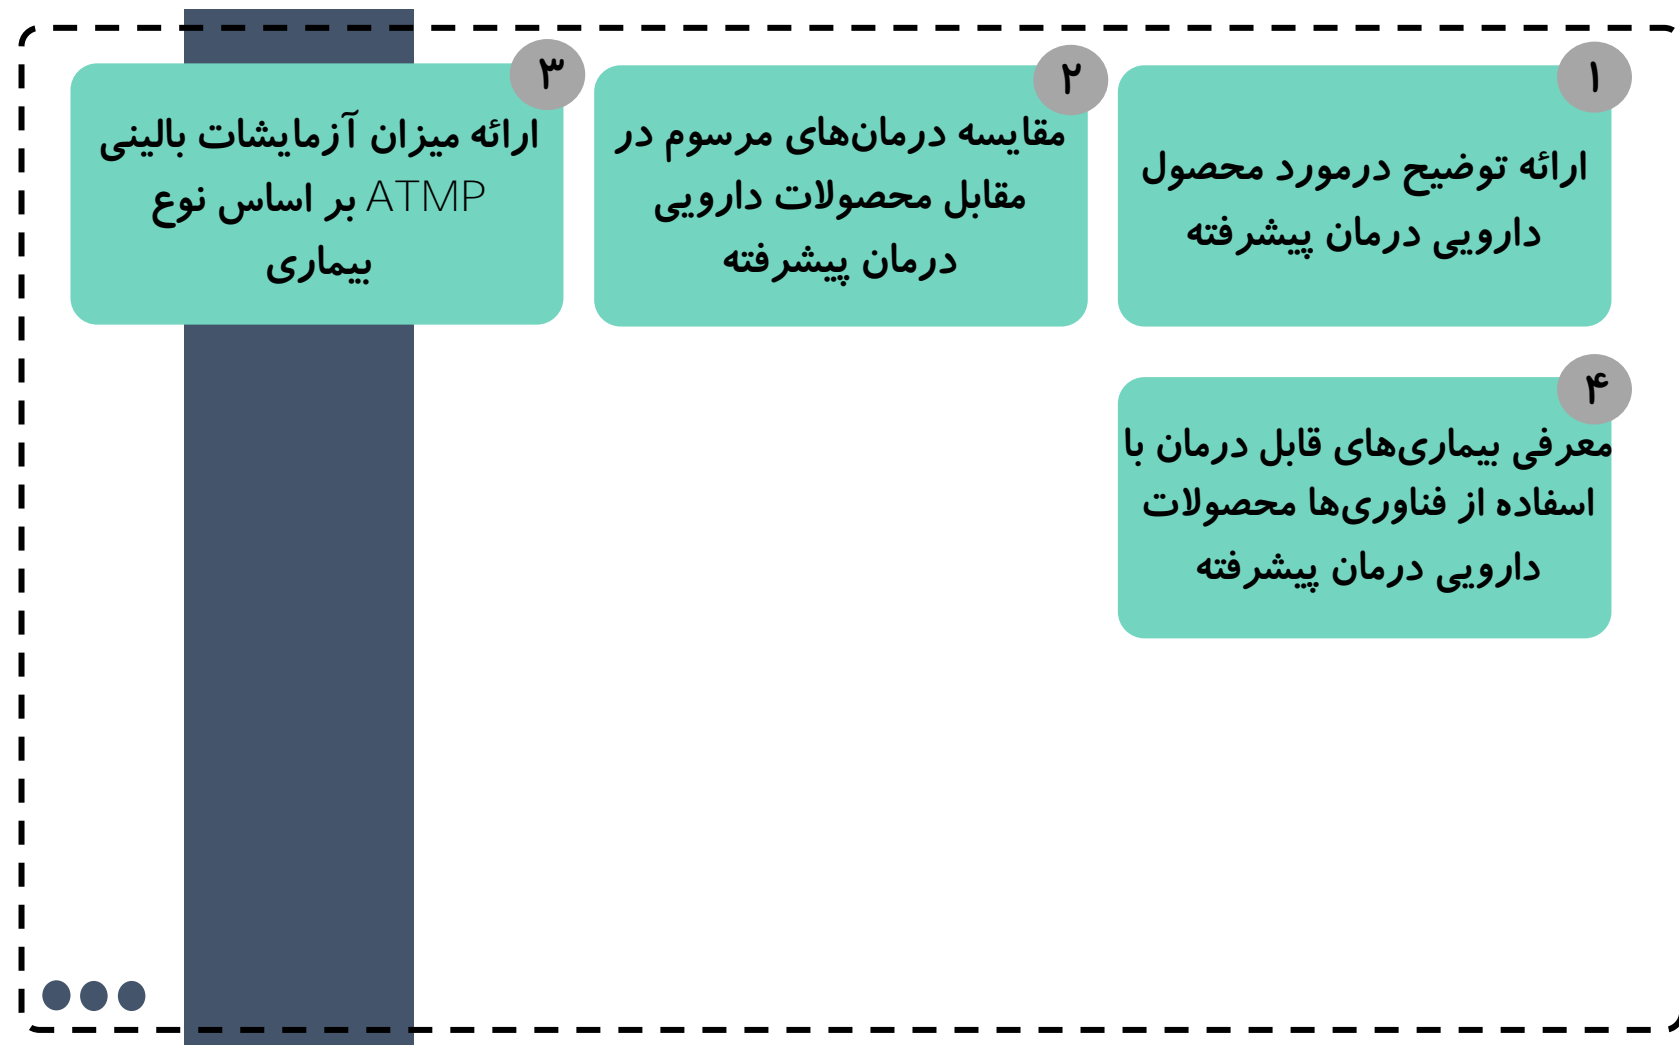 ۱
ارائه توضیح درمورد محصول
دارویی درمان پیشرفته
۲
مقایسه درمان‌های مرسوم در
مقابل محصولات دارویی
درمان پیشرفته
۳
ارائه میزان آزمایشات بالینی
ATMP بر اساس نوع
بیماری
۴
معرفی بیماری‌های قابل درمان با
اسفاده از فناوری‌ها محصولات
دارویی درمان پیشرفته